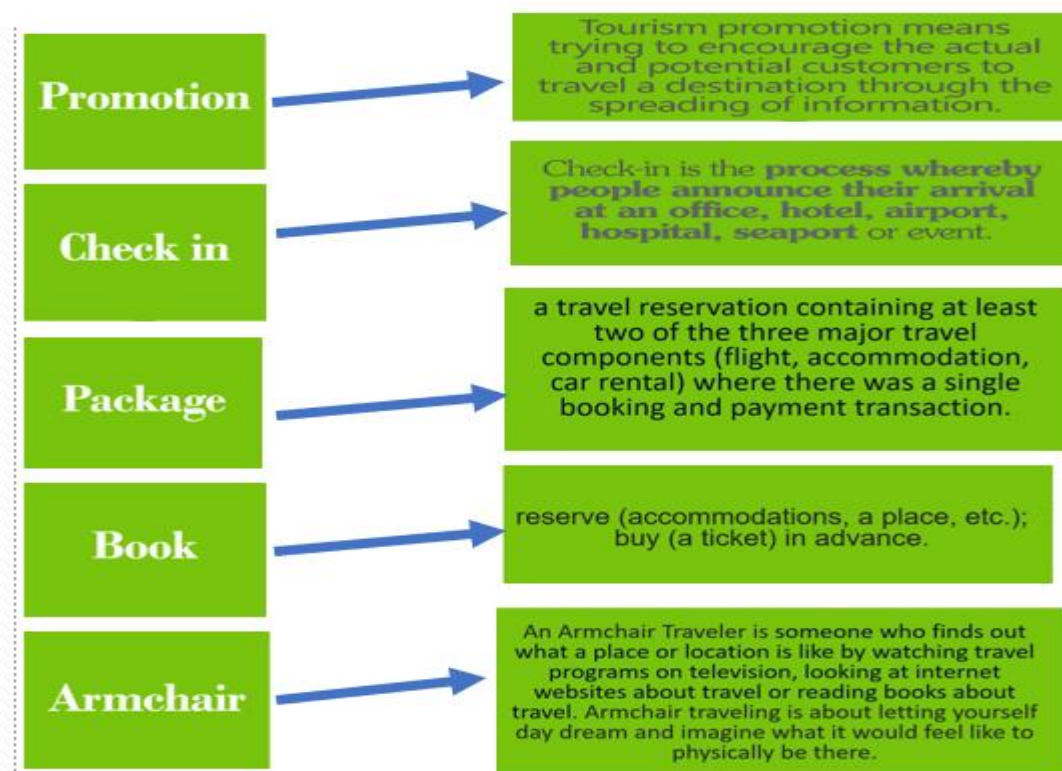 Promotion
Tourism promotion means
trying to encourage the actual
and potential customers to
travel a destination through the
spreading of information.
Check in
Check-in is the process whereby
people announce their arrival
at an office, hotel, airport,
hospital, seaport or event.
Package
a travel reservation containing at least
two of the three major travel
components (flight, accommodation,
car rental) where there was a single
booking and payment transaction.
Book
reserve (accommodations, a place, etc.);
buy (a ticket) in advance.
Armchair
An Armchair Traveler is someone who finds out
what a place or location is like by watching travel
programs on television, looking at internet
websites about travel or reading books about
travel. Armchair traveling is about letting yourself
day dream and imagine what it would feel like to
physically be there.